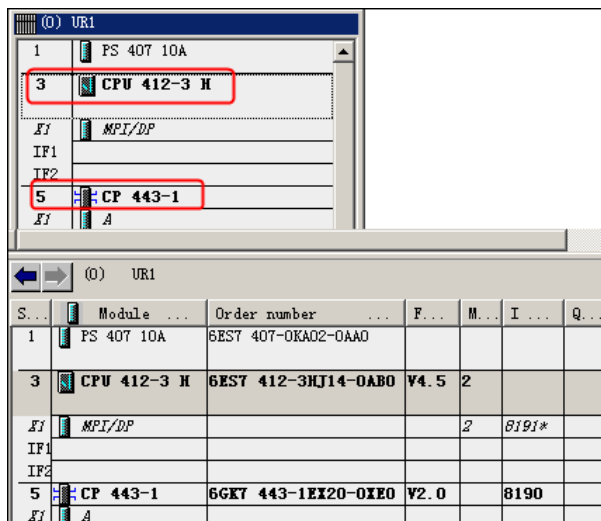 (0) UR1
1 PS 407 10A
3 CPU 412-3 H
X1 MPI/DP
IF1
IF2
5 CP 443-1
X1 A
(0) UR1
S... Module ... Order number ... F... M... I ... Q...
1 PS 407 10A 6ES7 407-0KA02-0AA0
3 CPU 412-3 H 6ES7 412-3HJ14-0AB0 V4.5 2
X1 MPI/DP 2 8191*
IF1
IF2
5 CP 443-1 6GK7 443-1EX20-0XE0 V2.0 8190
X1 A